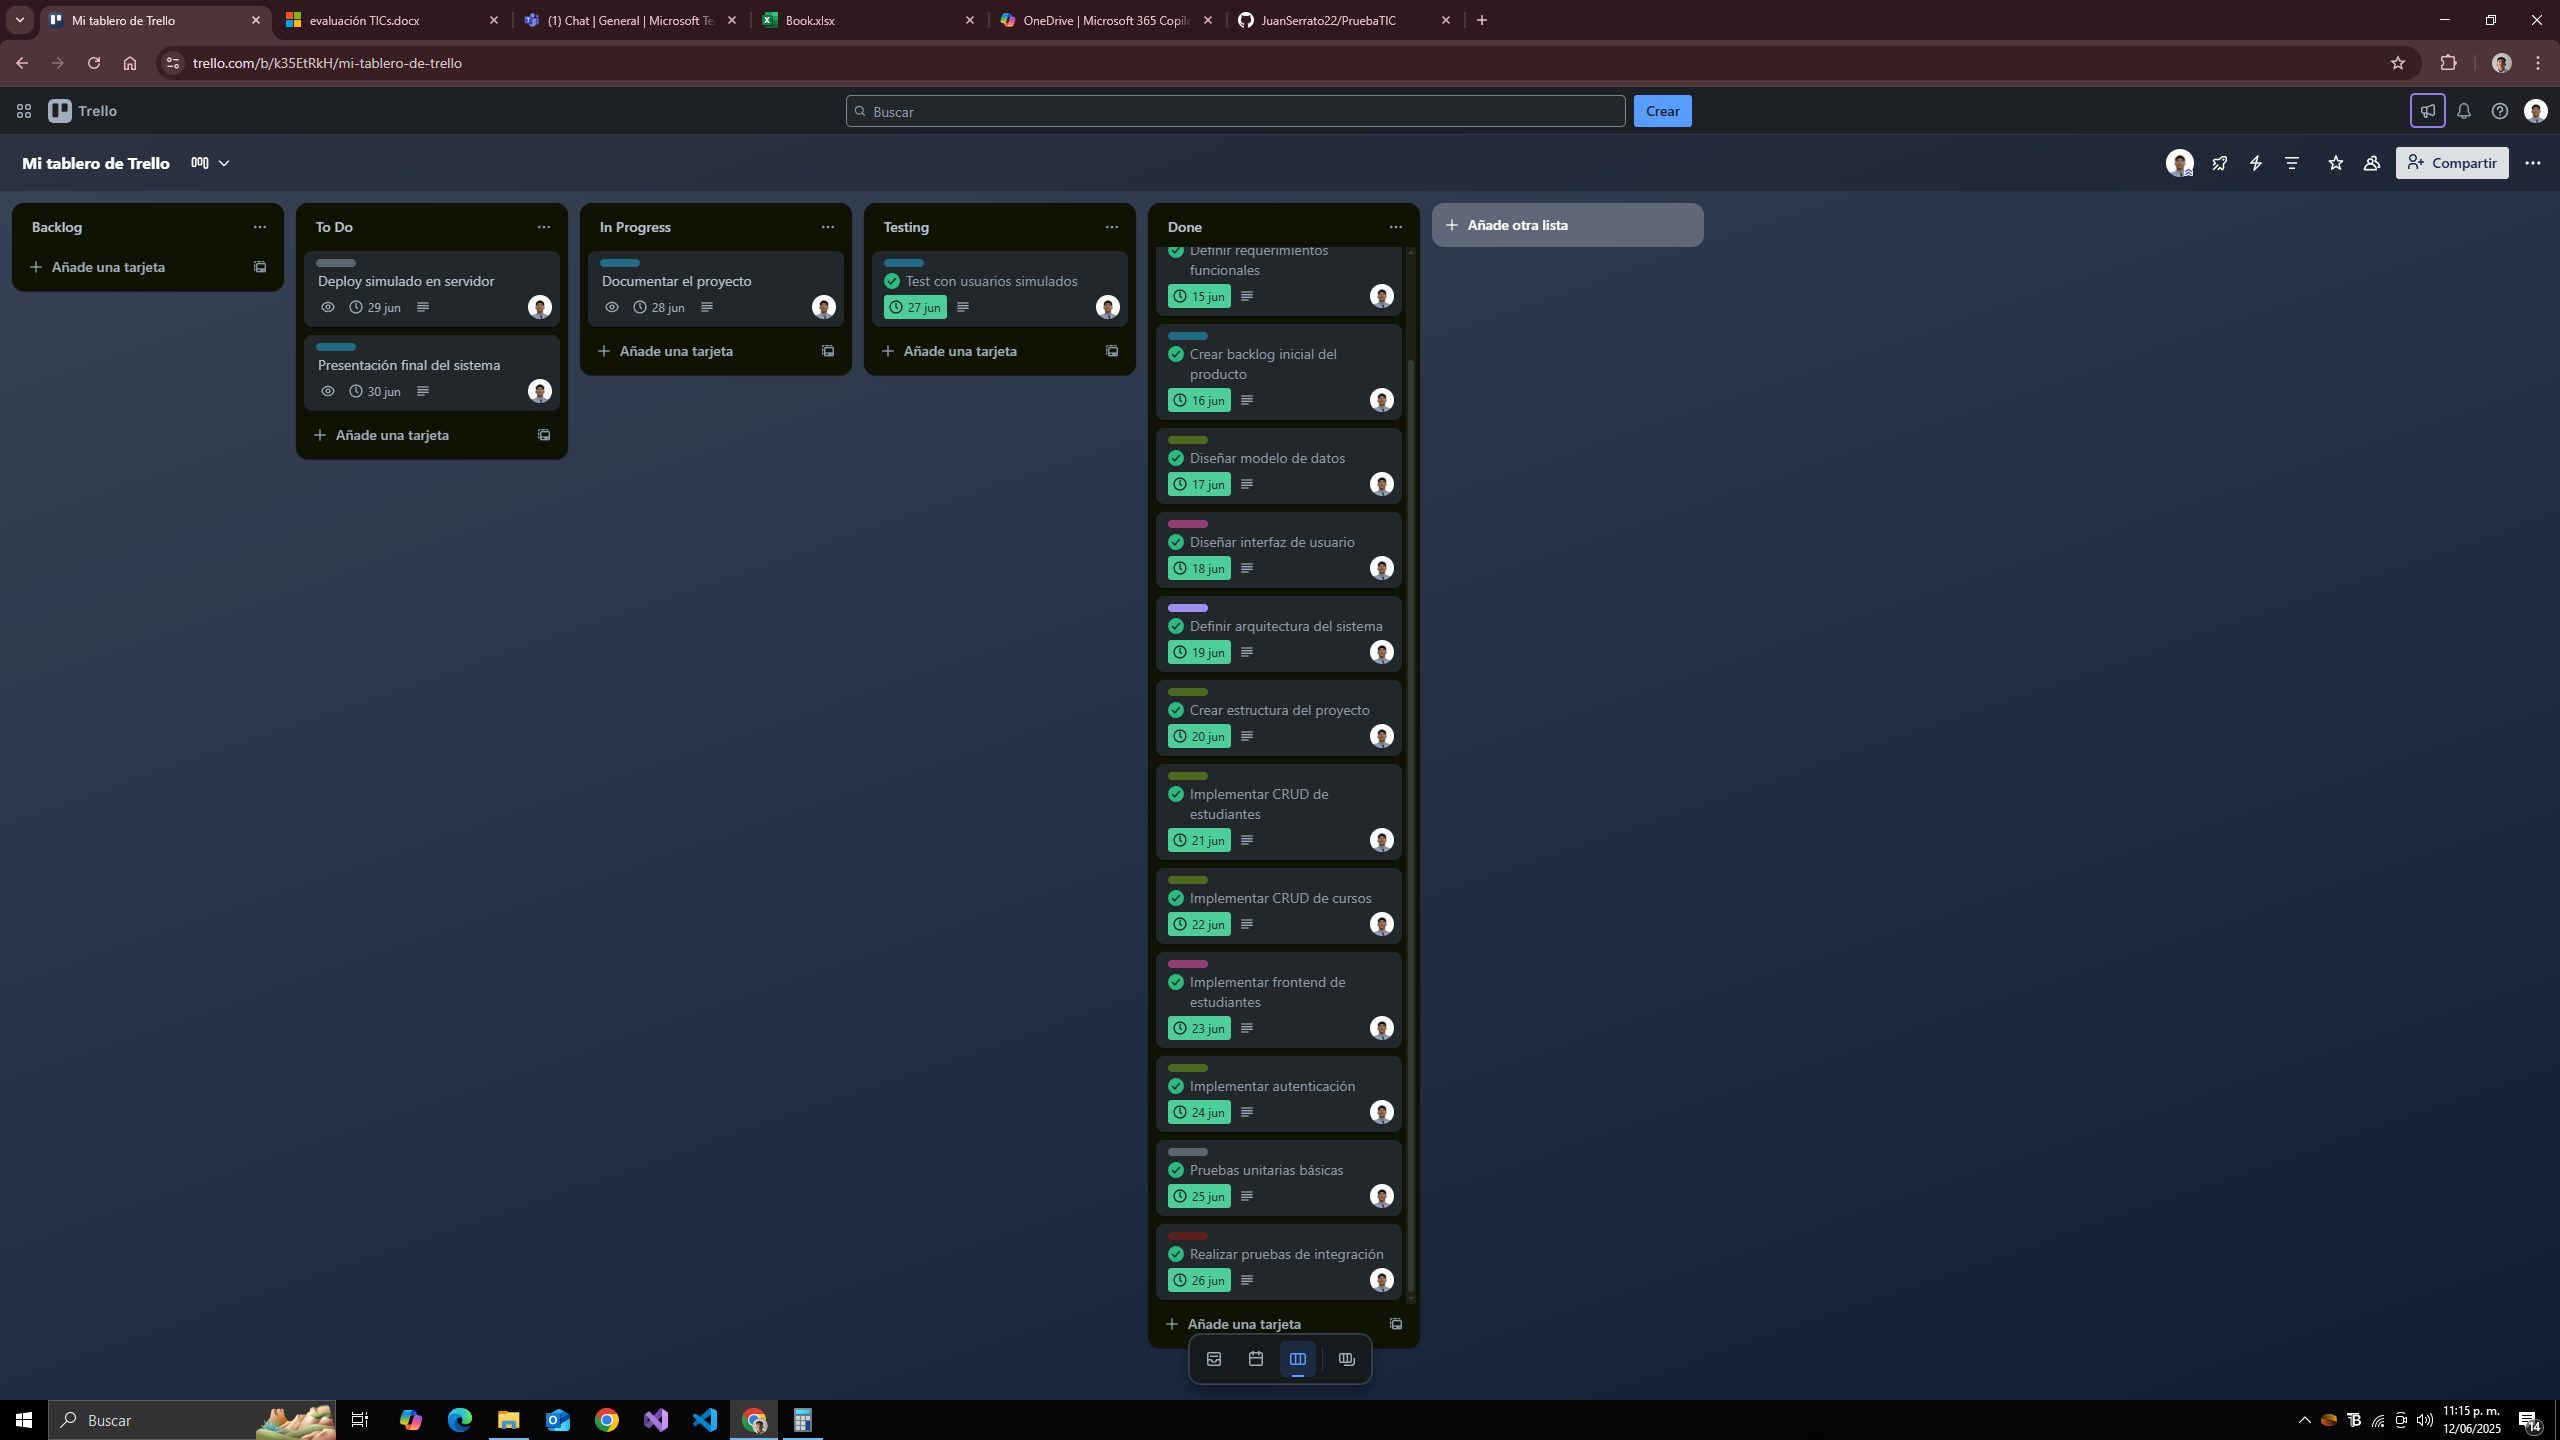 Mi tablero de Trello
evaluación TICs.docx
(1) Chat | General | Microsoft Te
Book.xlsx
OneDrive | Microsoft 365 Copil
JuanSerrato22/PruebaTIC
trello.com/b/k35EtRkH/mi-tablero-de-trello
Trello
Buscar
Crear
Mi tablero de Trello
Compartir
Backlog
Añade una tarjeta
To Do
Deploy simulado en servidor
29 jun
Presentación final del sistema
30 jun
Añade una tarjeta
In Progress
Documentar el proyecto
28 jun
Añade una tarjeta
Testing
Test con usuarios simulados
27 jun
Añade una tarjeta
Done
Definir requerimientos
funcionales
15 jun
Crear backlog inicial del
producto
16 jun
Diseñar modelo de datos
17 jun
Diseñar interfaz de usuario
18 jun
Definir arquitectura del sistema
19 jun
Crear estructura del proyecto
20 jun
Implementar CRUD de
estudiantes
21 jun
Implementar CRUD de cursos
22 jun
Implementar frontend de
estudiantes
23 jun
Implementar autenticación
24 jun
Pruebas unitarias básicas
25 jun
Realizar pruebas de integración
26 jun
Añade una tarjeta
Añade otra lista
Buscar
11:15 p. m.
12/06/2025
14